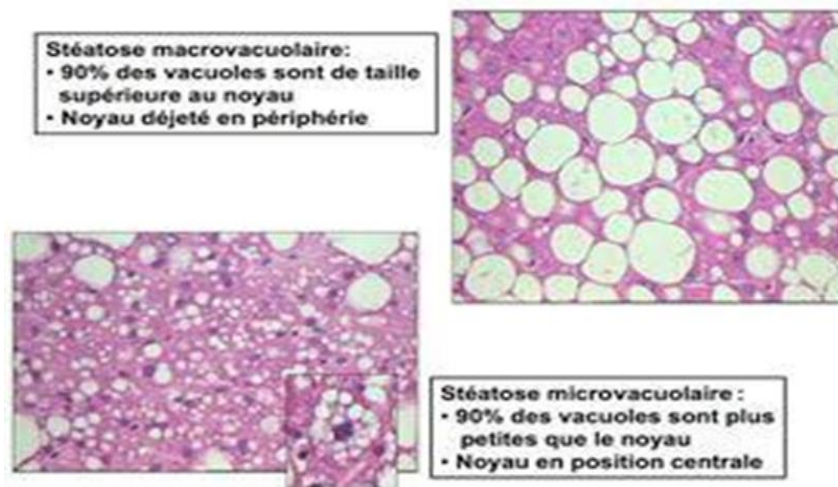 Stéatose macrovacuolaire:
• 90% des vacuoles sont de taille
supérieure au noyau
• Noyau déjeté en périphérie
Stéatose microvacuolaire :
• 90% des vacuoles sont plus
petites que le noyau
• Noyau en position centrale